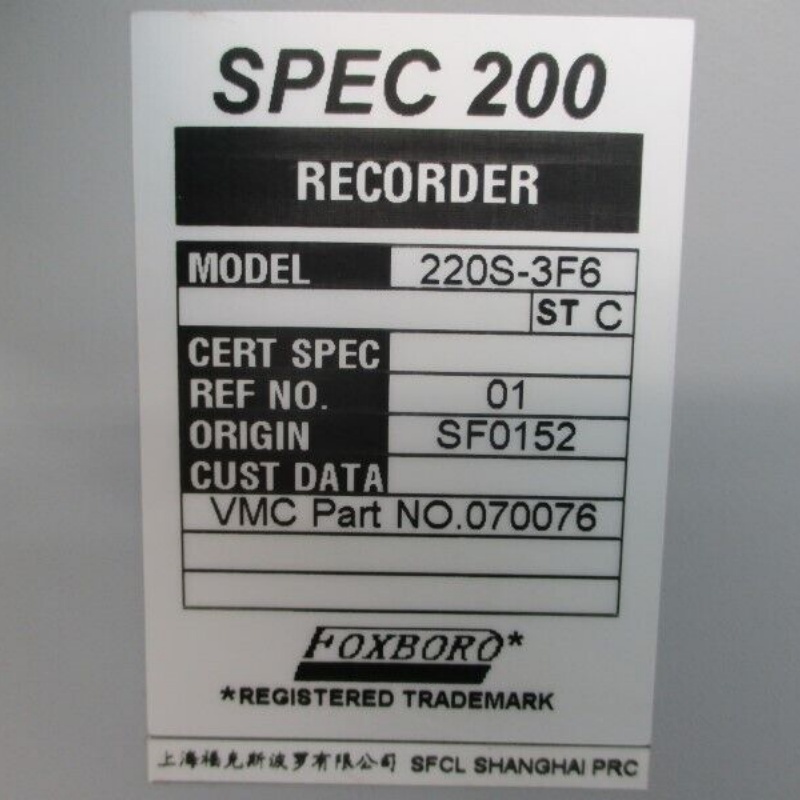 SPEC 200
RECORDER
MODEL 220S-3F6
ST C
CERT SPEC
REF NO. 01
ORIGIN SF0152
CUST DATA
VMC Part NO.070076
FOXBORO*
*REGISTERED TRADEMARK
上海福克斯波罗有限公司 SFCL SHANGHAI PRC